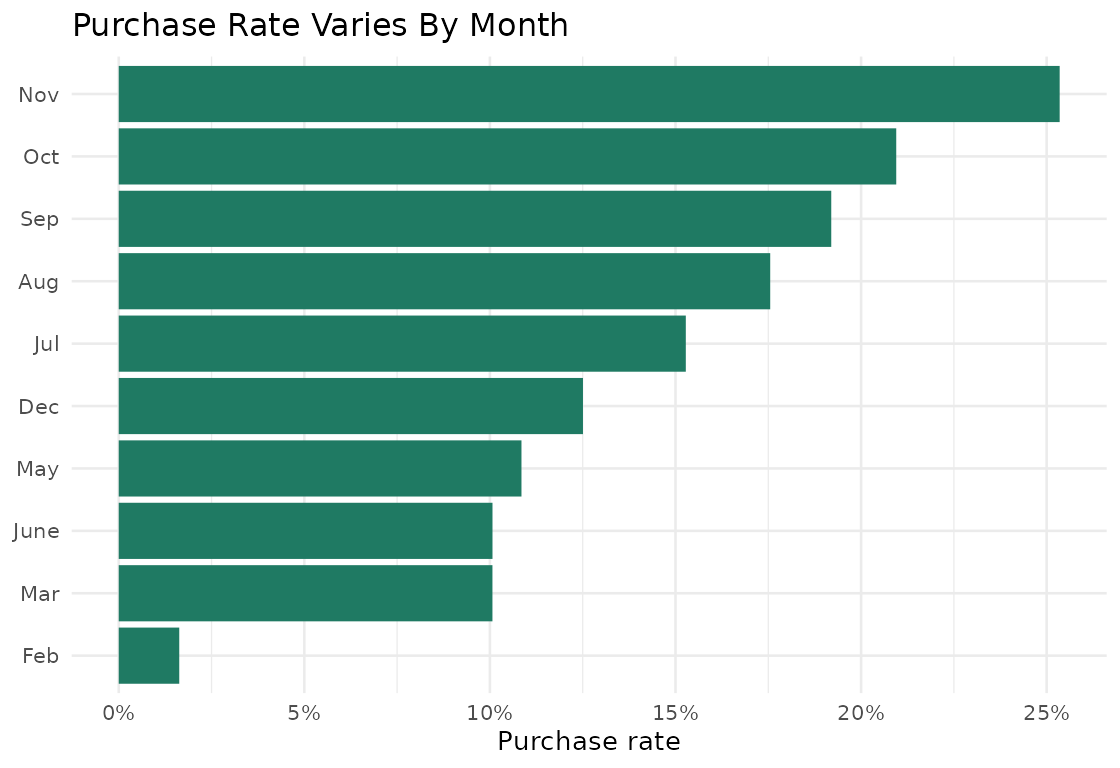 Purchase Rate Varies By Month
Nov
Oct
Sep
Aug
Jul
Dec
May
June
Mar
Feb
0% 5% 10% 15% 20% 25%
Purchase rate